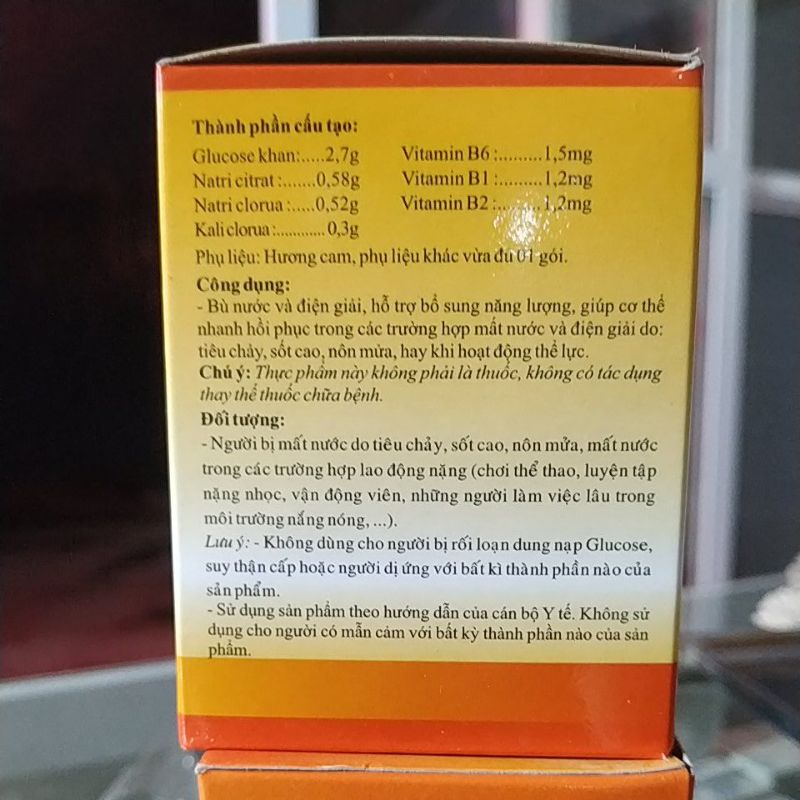 Thành phần cấu tạo:
Glucose khan:.....2,7g
Natri citrat :.......0,58g
Natri clorua :.....0,52g
Kali clorua :............ 0,3g
Vitamin B6 :.........1,5mg
Vitamin B1 :.........1,2mg
Vitamin B2 :.........1,2mg
Phụ liệu: Hương cam, phụ liệu khác vừa đủ 01 gói.
Công dụng:
- Bù nước và điện giải, hỗ trợ bổ sung năng lượng, giúp cơ thể
nhanh hồi phục trong các trường hợp mất nước và điện giải do:
tiêu chảy, sốt cao, nôn mửa, hay khi hoạt động thể lực.
Chú ý: Thực phẩm này không phải là thuốc, không có tác dụng
thay thế thuốc chữa bệnh.
Đối tượng:
- Người bị mất nước do tiêu chảy, sốt cao, nôn mửa, mất nước
trong các trường hợp lao động nặng (chơi thể thao, luyện tập
nặng nhọc, vận động viên, những người làm việc lâu trong
môi trường nắng nóng, ...).
Lưu ý: - Không dùng cho người bị rối loạn dung nạp Glucose,
suy thận cấp hoặc người dị ứng với bất kì thành phần nào của
sản phẩm.
- Sử dụng sản phẩm theo hướng dẫn của cán bộ Y tế. Không sử
dụng cho người có mẫn cảm với bất kỳ thành phần nào của sản
phẩm.